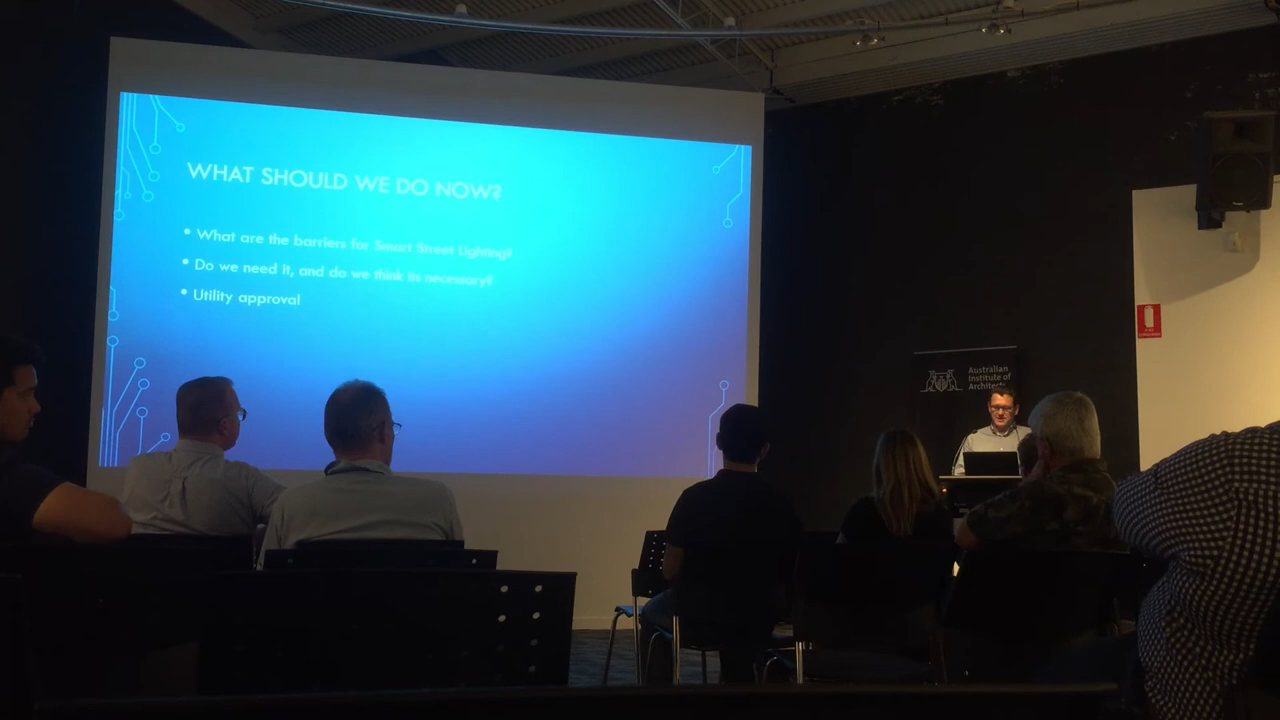 WHAT SHOULD WE DO NOW?
• What are the barriers for Smart Street Lighting?
• Do we need it, and do we think its necessary?
• Utility approval
Australian
Institute of
Architects